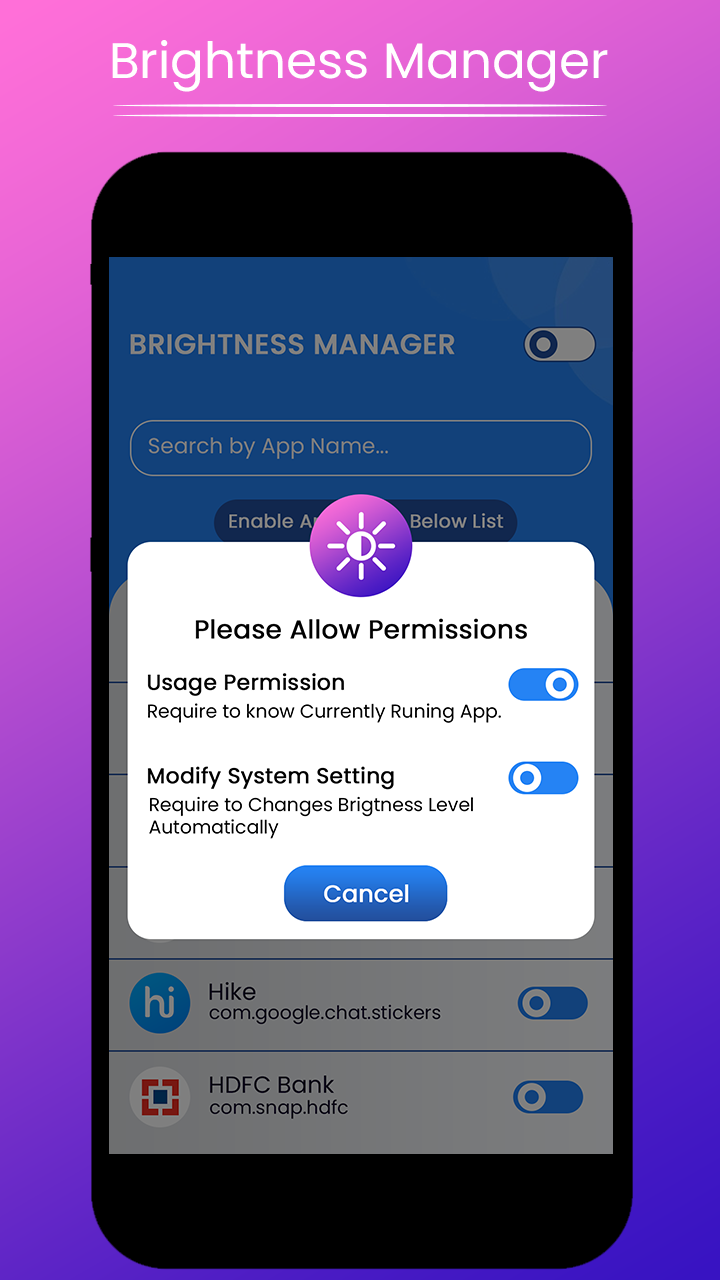 Brightness Manager
BRIGHTNESS MANAGER
Search by App Name...
Enable Below List
Please Allow Permissions
Usage Permission
Require to know Currently Runing App.
Modify System Setting
Require to Changes Brigtness Level
Automatically
Cancel
hi
Hike
com.google.chat.stickers
HDFC Bank
com.snap.hdfc